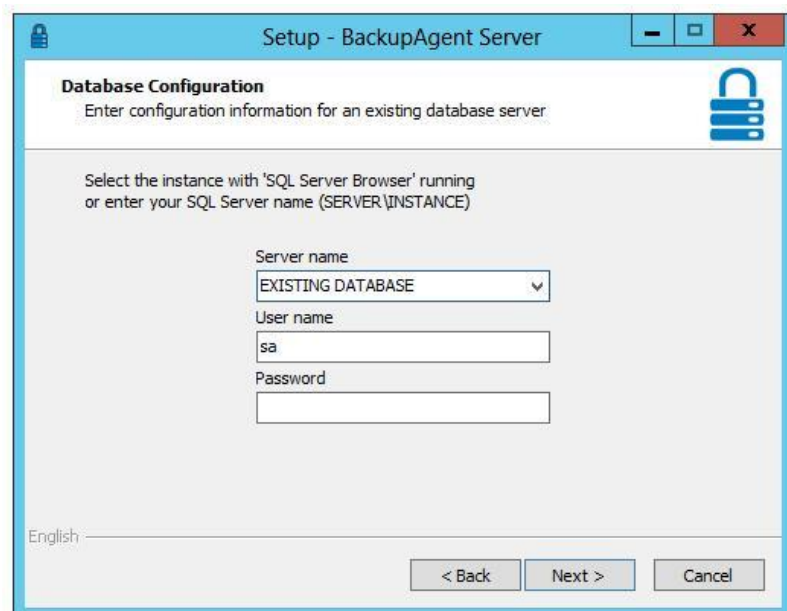 Setup - BackupAgent Server
Database Configuration
Enter configuration information for an existing database server
Select the instance with 'SQL Server Browser' running
or enter your SQL Server name (SERVER\INSTANCE)
Server name
EXISTING DATABASE
User name
sa
Password
English
< Back
Next >
Cancel